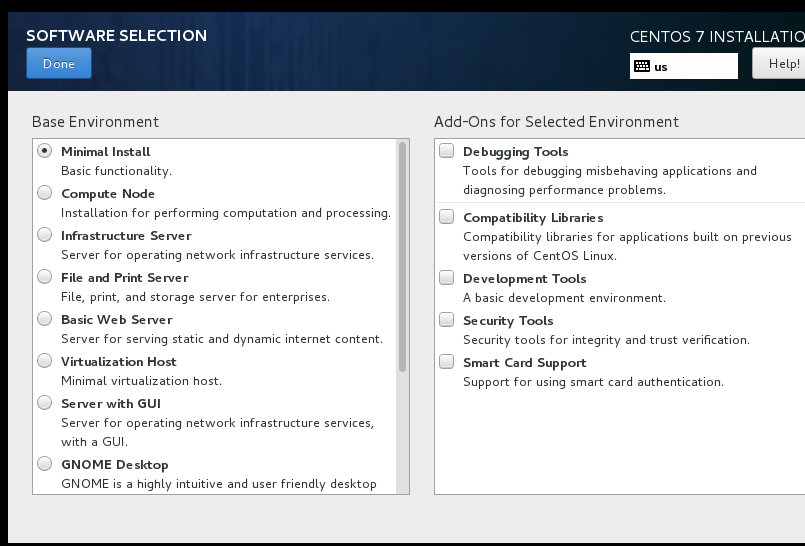 SOFTWARE SELECTION
CENTOS 7 INSTALLATIO
Done
us
Help!
Base Environment
Minimal Install
Basic functionality.
Compute Node
Installation for performing computation and processing.
Infrastructure Server
Server for operating network infrastructure services.
File and Print Server
File, print, and storage server for enterprises.
Basic Web Server
Server for serving static and dynamic internet content.
Virtualization Host
Minimal virtualization host.
Server with GUI
Server for operating network infrastructure services,
with a GUI.
GNOME Desktop
GNOME is a highly intuitive and user friendly desktop
Add-Ons for Selected Environment
Debugging Tools
Tools for debugging misbehaving applications and
diagnosing performance problems.
Compatibility Libraries
Compatibility libraries for applications built on previous
versions of CentOS Linux.
Development Tools
A basic development environment.
Security Tools
Security tools for integrity and trust verification.
Smart Card Support
Support for using smart card authentication.